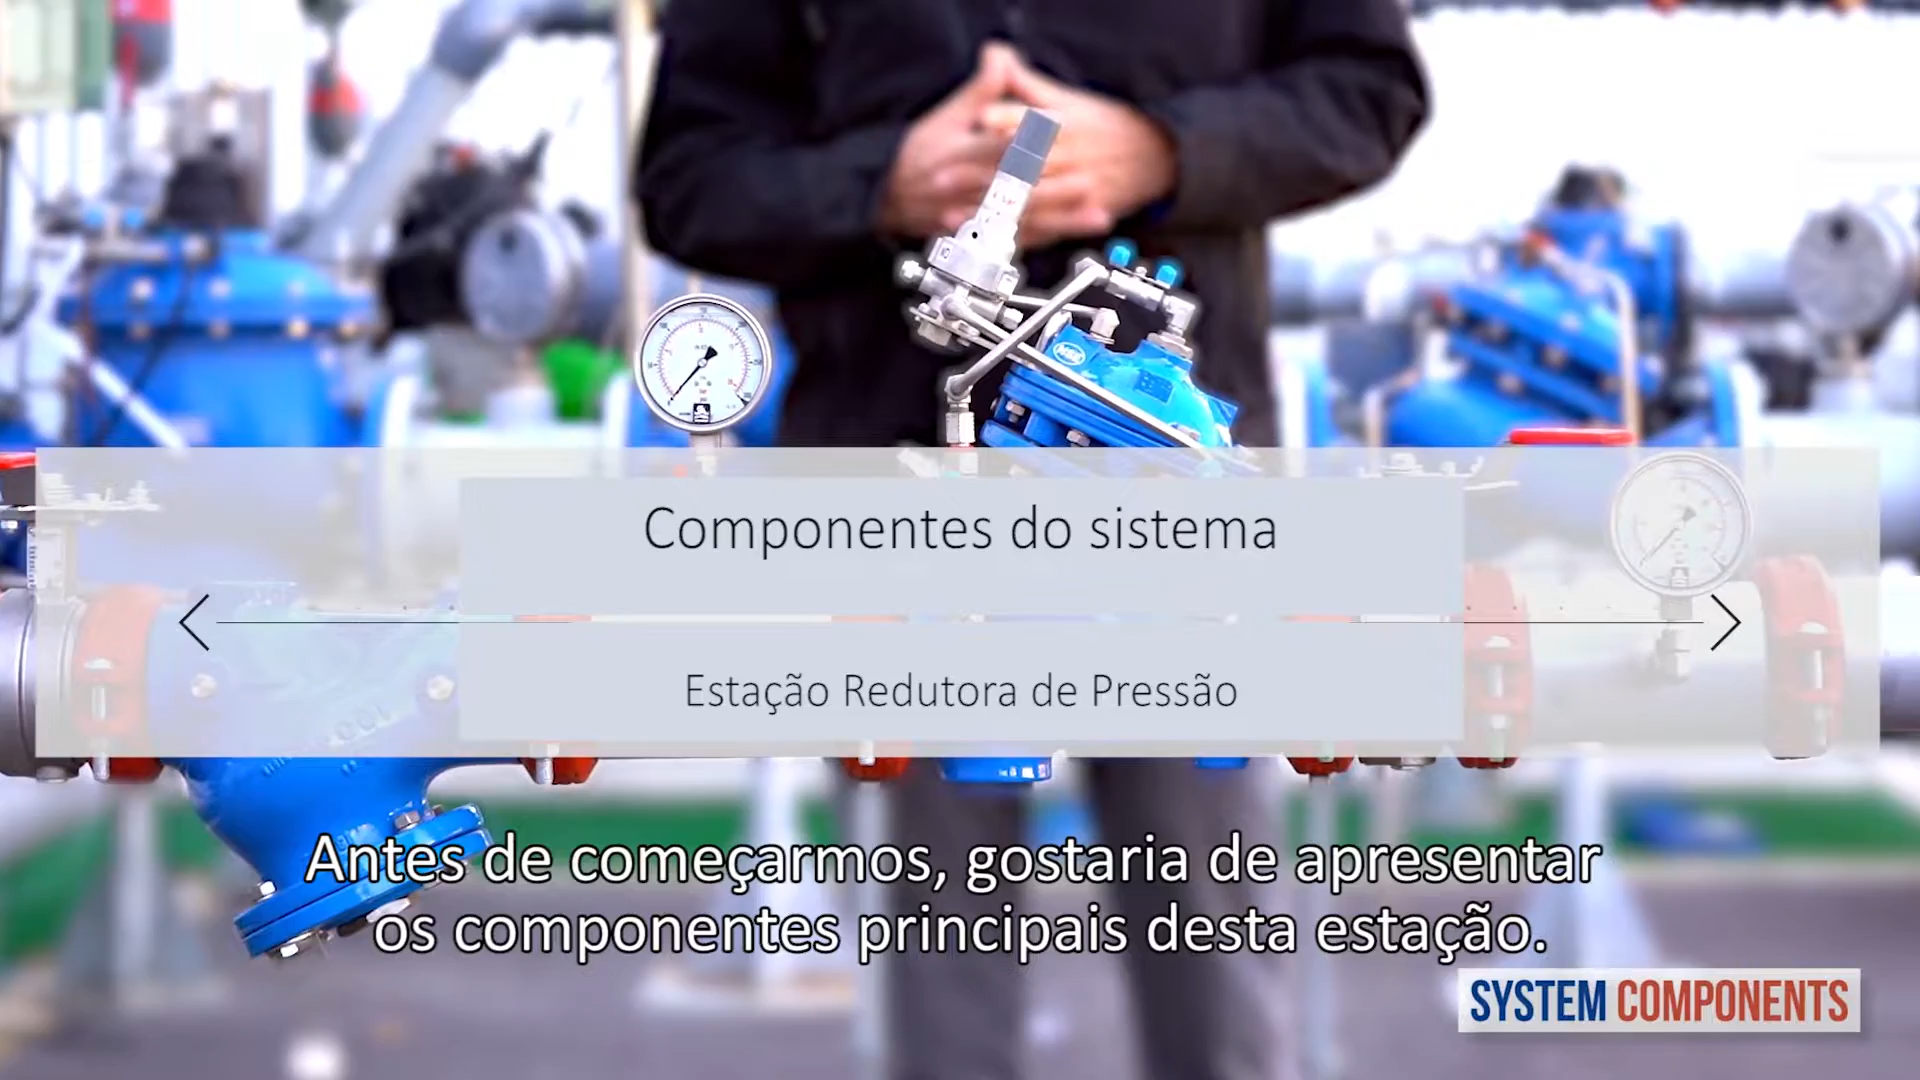 Componentes do sistema
Estação Redutora de Pressão
Antes de começarmos, gostaria de apresentar
os componentes principais desta estação.
SYSTEM COMPONENTS